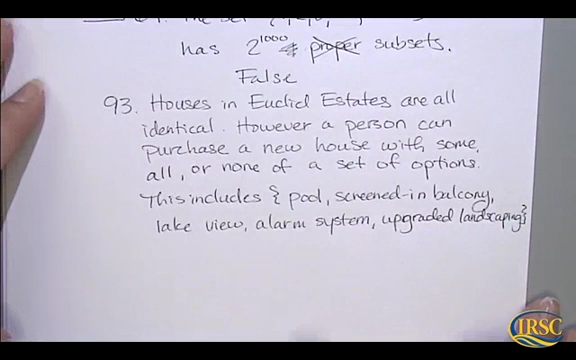 The set
has 2^1000 proper subsets.
False
93. Houses in Euclid Estates are all
identical. However a person can
purchase a new house with some,
all, or none of a set of options.
This includes { pool, screened-in balcony,
lake view, alarm system, upgraded landscaping}
IRSC